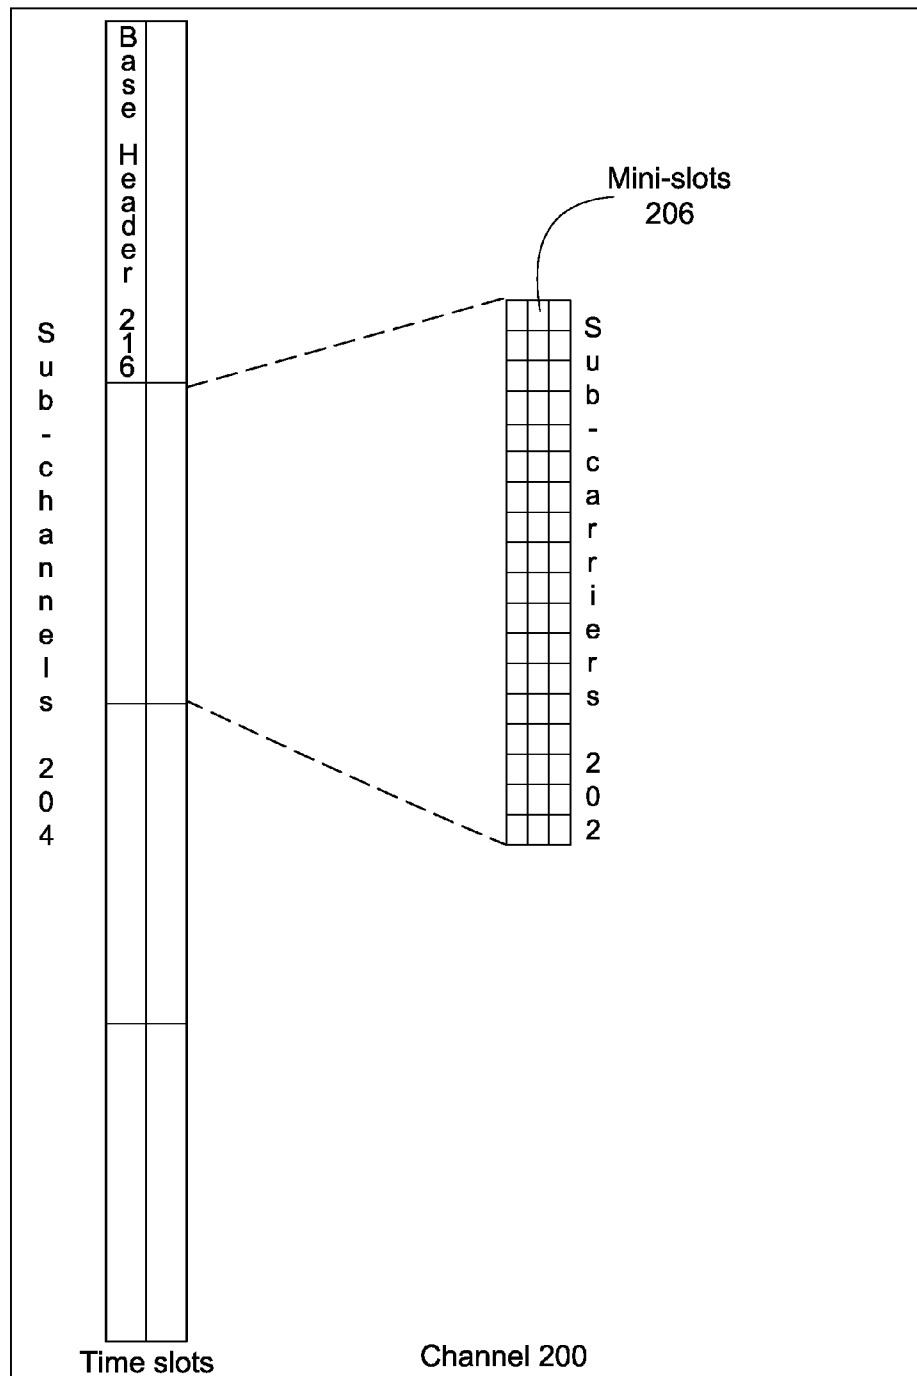 Base Header 216
Mini-slots
206
Sub-channels 204
Sub-carriers 202
Time slots
Channel 200